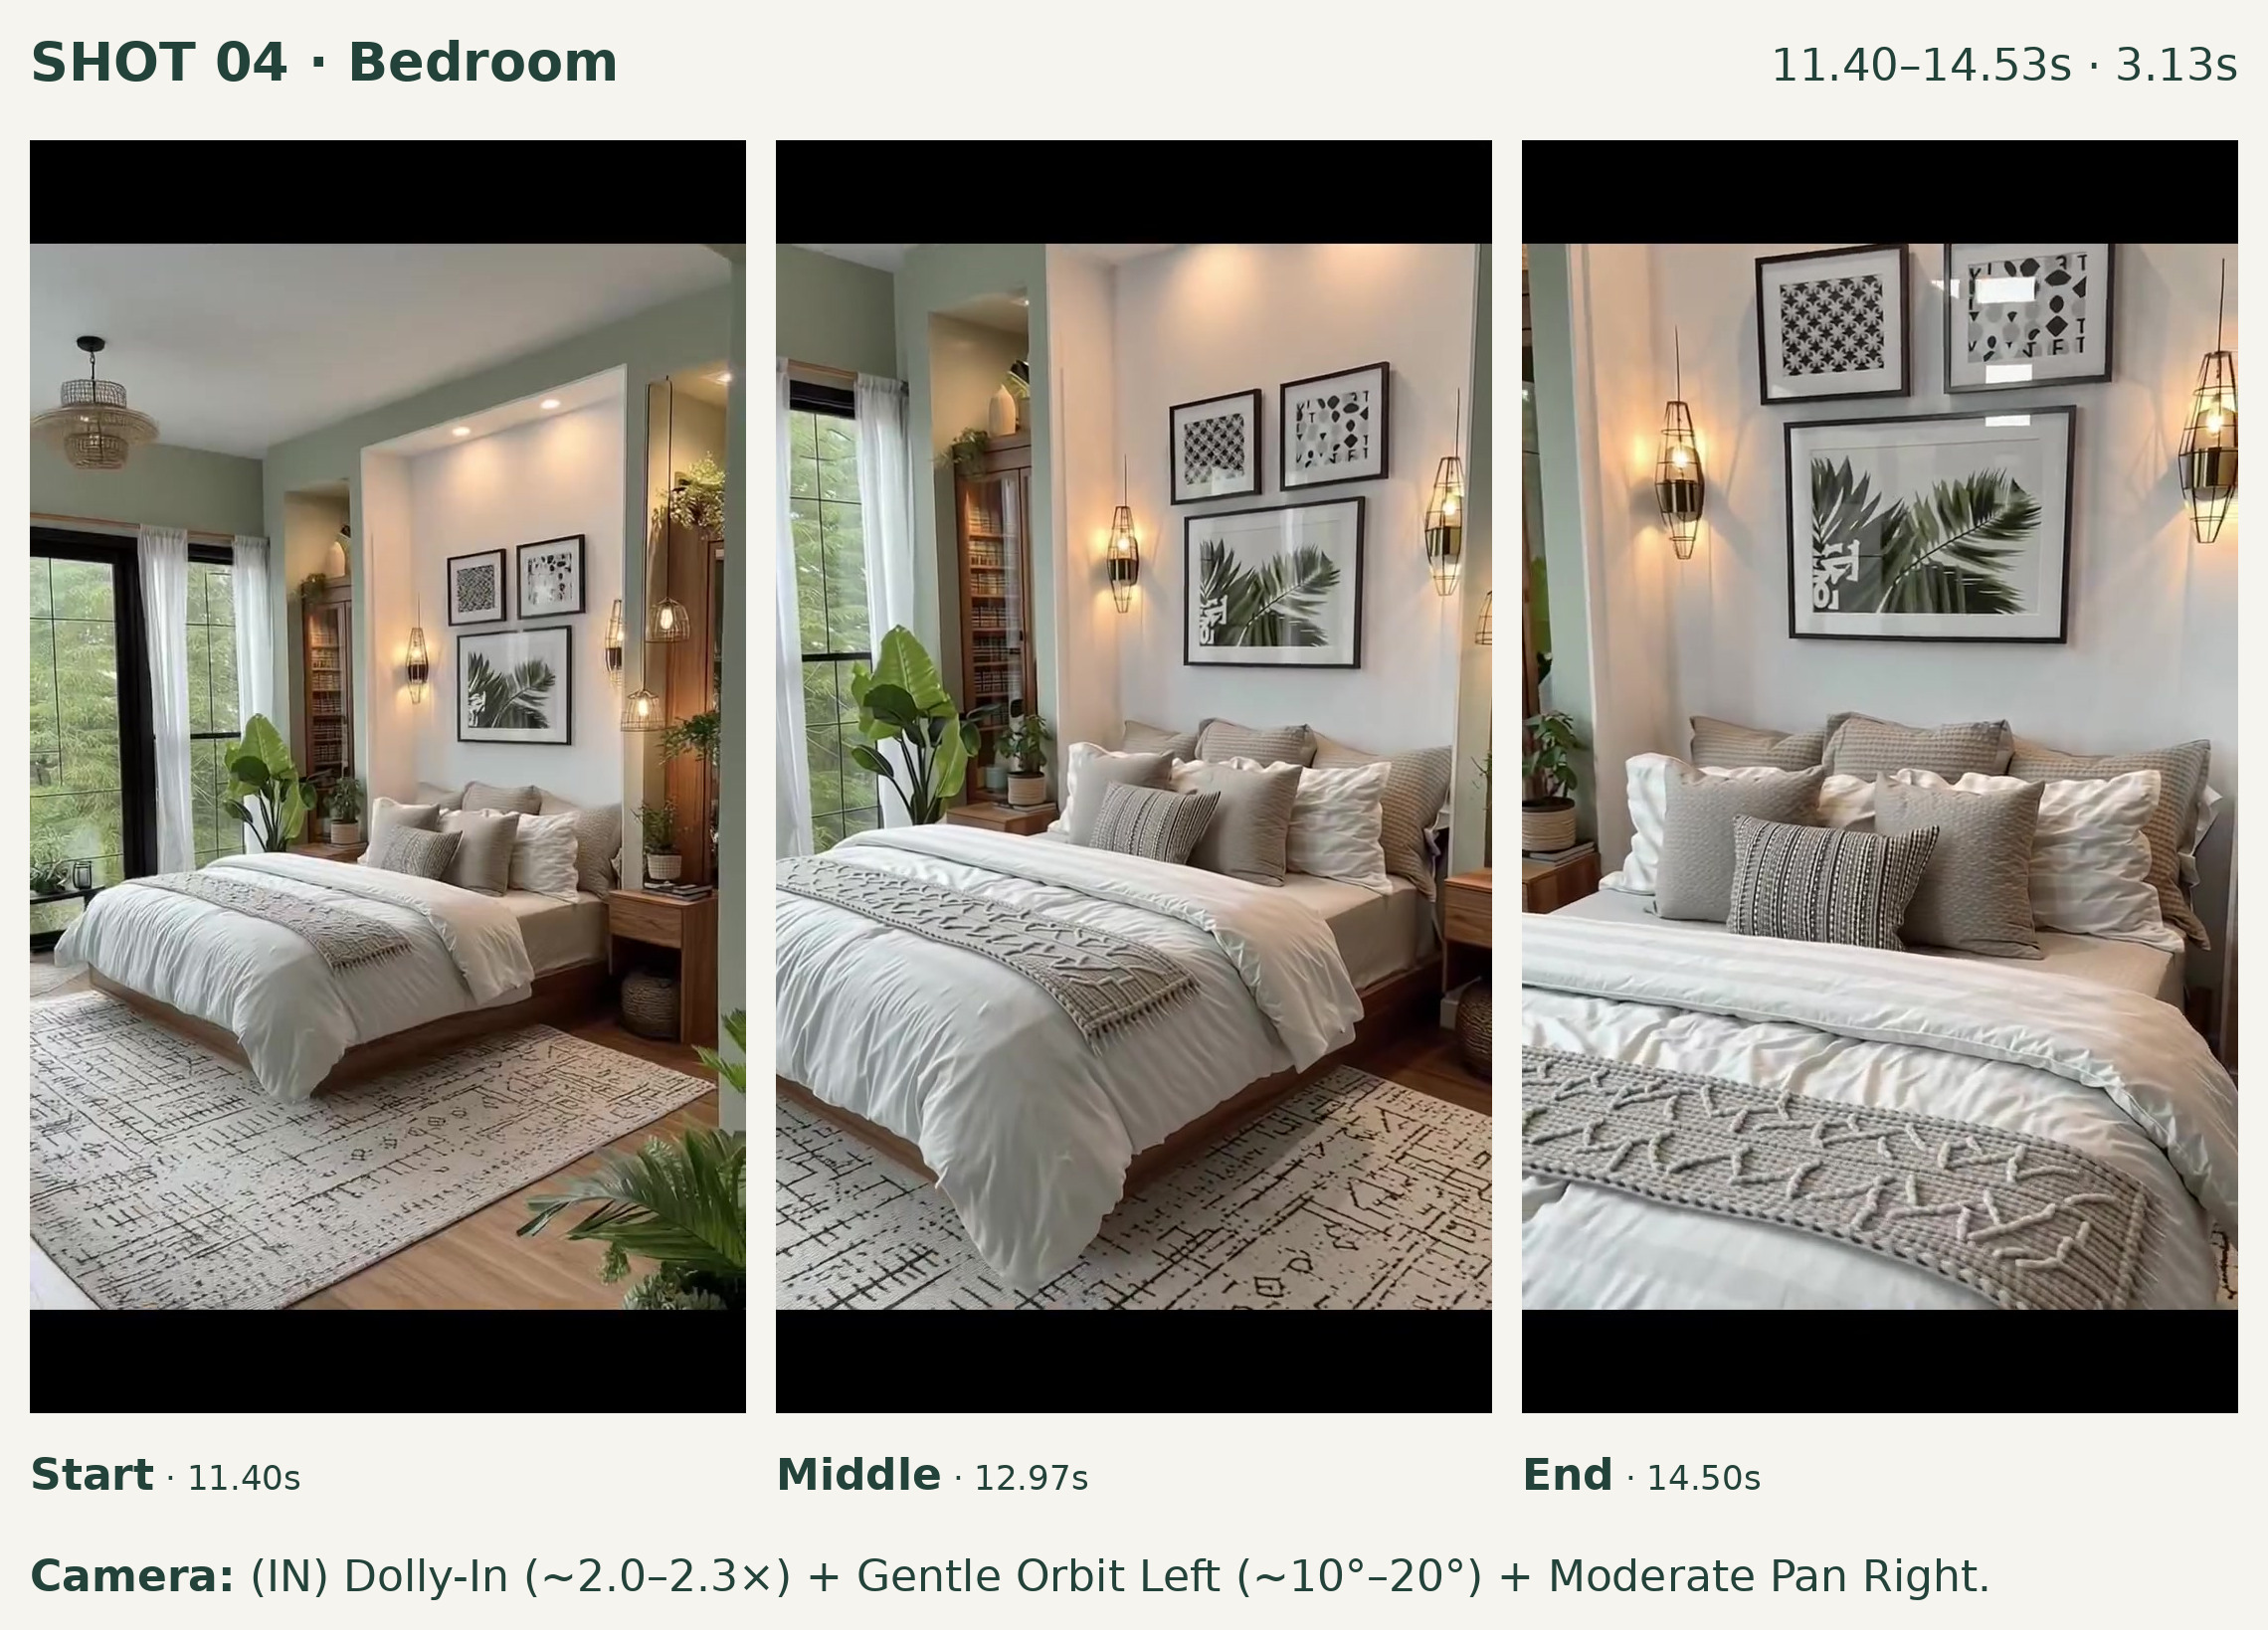 SHOT 04 · Bedroom
11.40–14.53s · 3.13s
Start · 11.40s
Middle · 12.97s
End · 14.50s
Camera: (IN) Dolly-In (~2.0–2.3×) + Gentle Orbit Left (~10°–20°) + Moderate Pan Right.